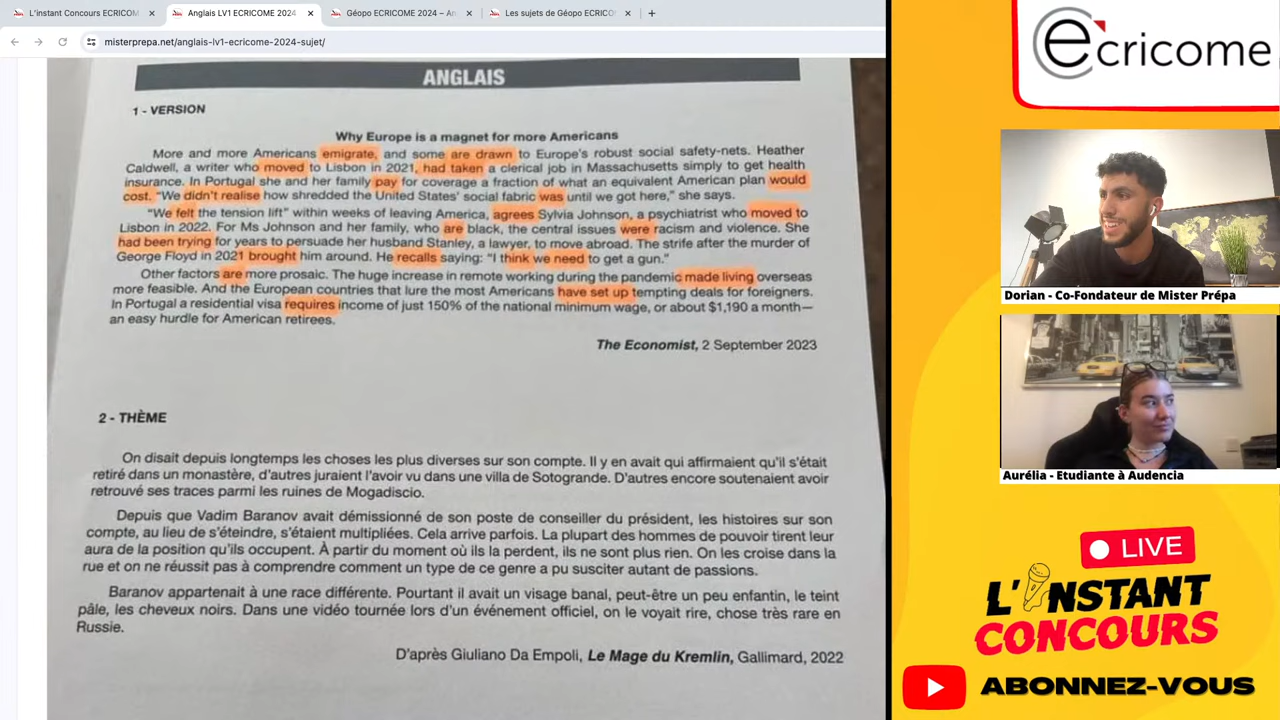 L'instant Concours ECRICOM
Anglais LV1 ECRICOME 2024
Géopo ECRICOME 2024 – An
Les sujets de Géopo ECRICO
misterprepa.net/anglais-lv1-ecricome-2024-sujet/
ANGLAIS
1 - VERSION
Why Europe is a magnet for more Americans
More and more Americans emigrate, and some are drawn to Europe's robust social safety-nets. Heather
Caldwell, a writer who moved to Lisbon in 2021, had taken a clerical job in Massachusetts simply to get health
insurance. In Portugal she and her family pay for coverage a fraction of what an equivalent American plan would
cost. "We didn't realise how shredded the United States' social fabric was until we got here," she says.
"We felt the tension lift" within weeks of leaving America, agrees Sylvia Johnson, a psychiatrist who moved to
Lisbon in 2022. For Ms Johnson and her family, who are black, the central issues were racism and violence. She
had been trying for years to persuade her husband Stanley, a lawyer, to move abroad. The strife after the murder of
George Floyd in 2021 brought him around. He recalls saying: "I think we need to get a gun."
Other factors are more prosaic. The huge increase in remote working during the pandemic made living overseas
more feasible. And the European countries that lure the most Americans have set up tempting deals for foreigners.
In Portugal a residential visa requires income of just 150% of the national minimum wage, or about $1,190 a month—
an easy hurdle for American retirees.
The Economist, 2 September 2023
2 - THÈME
On disait depuis longtemps les choses les plus diverses sur son compte. Il y en avait qui affirmaient qu'il s'était
retiré dans un monastère, d'autres juraient l'avoir vu dans une villa de Sotogrande. D'autres encore soutenaient avoir
retrouvé ses traces parmi les ruines de Mogadiscio.
Depuis que Vadim Baranov avait démissionné de son poste de conseiller du président, les histoires sur son
compte, au lieu de s'éteindre, s'étaient multipliées. Cela arrive parfois. La plupart des hommes de pouvoir tirent leur
aura de la position qu'ils occupent. À partir du moment où ils la perdent, ils ne sont plus rien. On les croise dans la
rue et on ne réussit pas à comprendre comment un type de ce genre a pu susciter autant de passions.
Baranov appartenait à une race différente. Pourtant il avait un visage banal, peut-être un peu enfantin, le teint
pâle, les cheveux noirs. Dans une vidéo tournée lors d'un événement officiel, on le voyait rire, chose très rare en
Russie.
D'après Giuliano Da Empoli, Le Mage du Kremlin, Gallimard, 2022
ecricome
Dorian - Co-Fondateur de Mister Prépa
Aurélia - Etudiante à Audencia
LIVE
L'INSTANT
CONCOURS
ABONNEZ-VOUS